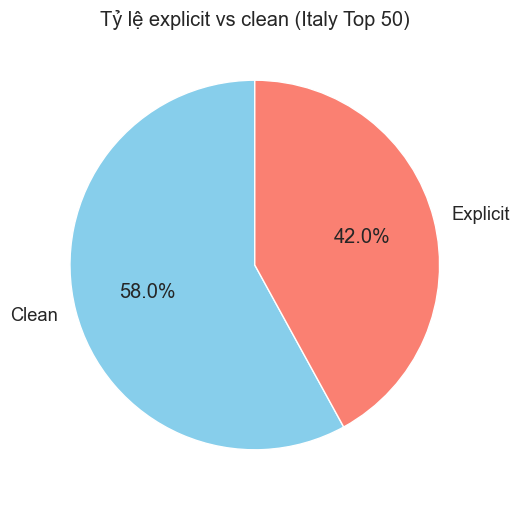 Tỷ lệ explicit vs clean (Italy Top 50)
Explicit
42.0%
58.0%
Clean